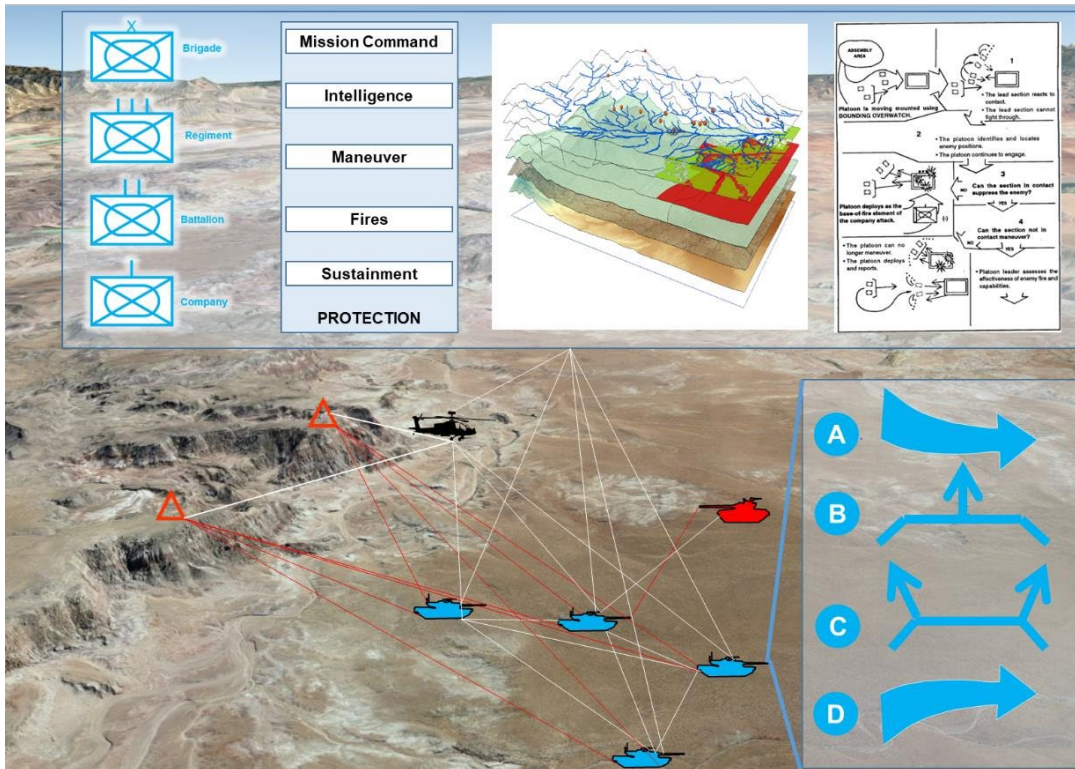 X
Brigade
Regiment
Battalion
Company
Mission Command
Intelligence
Maneuver
Fires
Sustainment
PROTECTION
ASSEMBLY
AREA
Platoon is moving mounted using
BOUNDING OVERWATCH.
1
• The lead section reacts to
contact.
• The lead section cannot
fight through.
2
• The platoon identifies and locates
enemy positions.
• The platoon continues to engage.
3
Can the section in contact
suppress the enemy?
NO
YES
Platoon deploys as the
base-of-fire element of
the company attack.
(-)
4
Can the section not in
contact maneuver?
NO
YES
• The platoon can no
longer maneuver.
• The platoon deploys
and reports.
• Platoon leader assesses the
effectiveness of enemy fire and
capabilities.
A
B
C
D